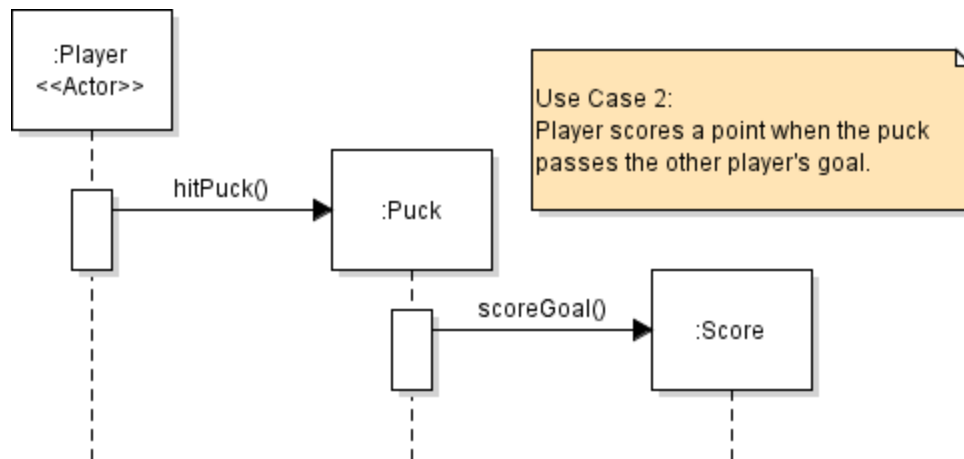 :Player
<<Actor>>
Use Case 2:
Player scores a point when the puck
passes the other player's goal.
hitPuck()
:Puck
scoreGoal()
:Score